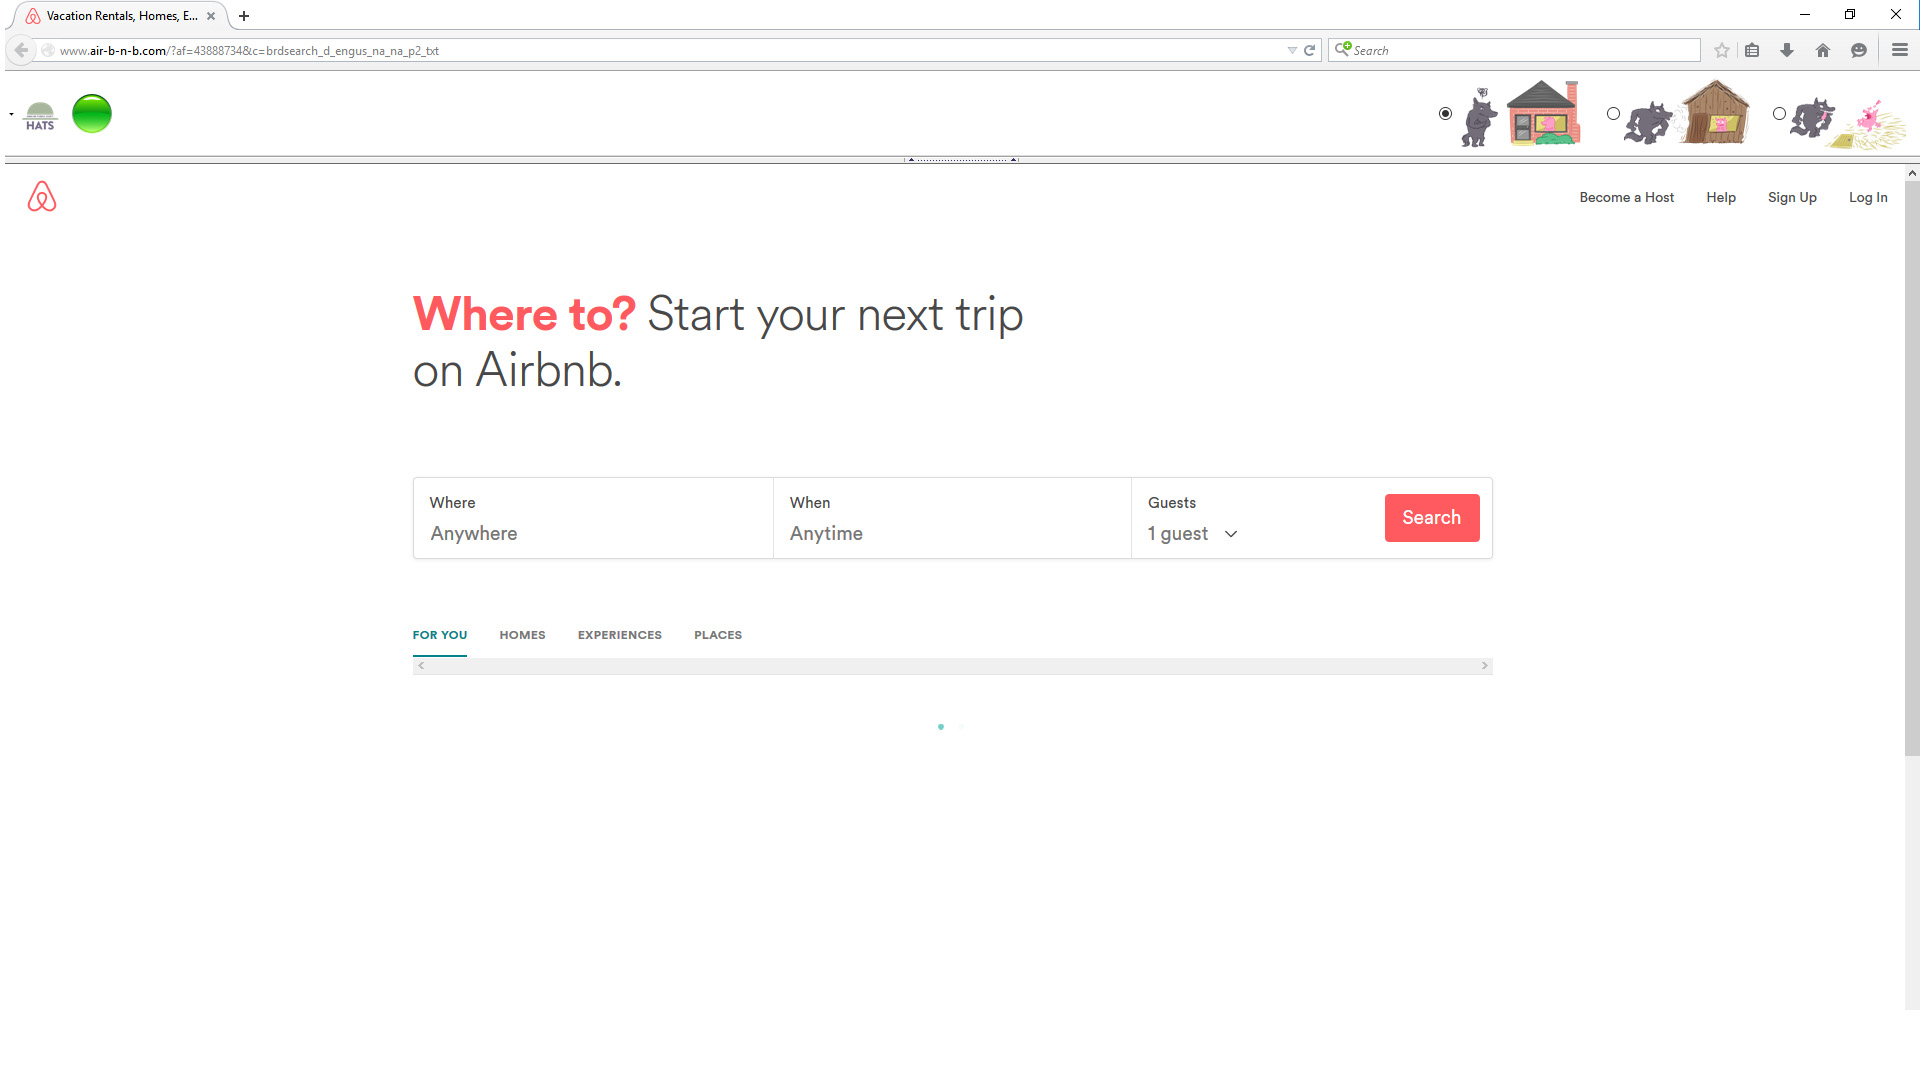 Vacation Rentals, Homes, E...
www.air-b-n-b.com/?af=43888734&c=brdsearch_d_engus_na_na_p2_txt
Search
HATS
Become a Host Help Sign Up Log In
Where to? Start your next trip
on Airbnb.
Where When Guests
Anywhere Anytime 1 guest Search
FOR YOU HOMES EXPERIENCES PLACES